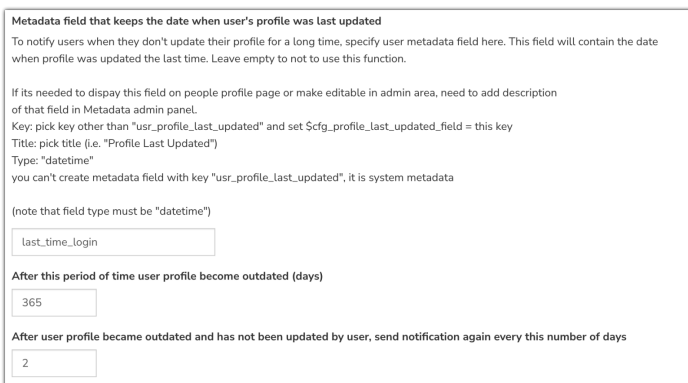 Metadata field that keeps the date when user's profile was last updated
To notify users when they don't update their profile for a long time, specify user metadata field here. This field will contain the date
when profile was updated the last time. Leave empty to not to use this function.
If its needed to dispay this field on people profile page or make editable in admin area, need to add description
of that field in Metadata admin panel.
Key: pick key other than "usr_profile_last_updated" and set $cfg_profile_last_updated_field = this key
Title: pick title (i.e. "Profile Last Updated")
Type: "datetime"
you can't create metadata field with key "usr_profile_last_updated", it is system metadata
(note that field type must be "datetime")
last_time_login
After this period of time user profile become outdated (days)
365
After user profile became outdated and has not been updated by user, send notification again every this number of days
2